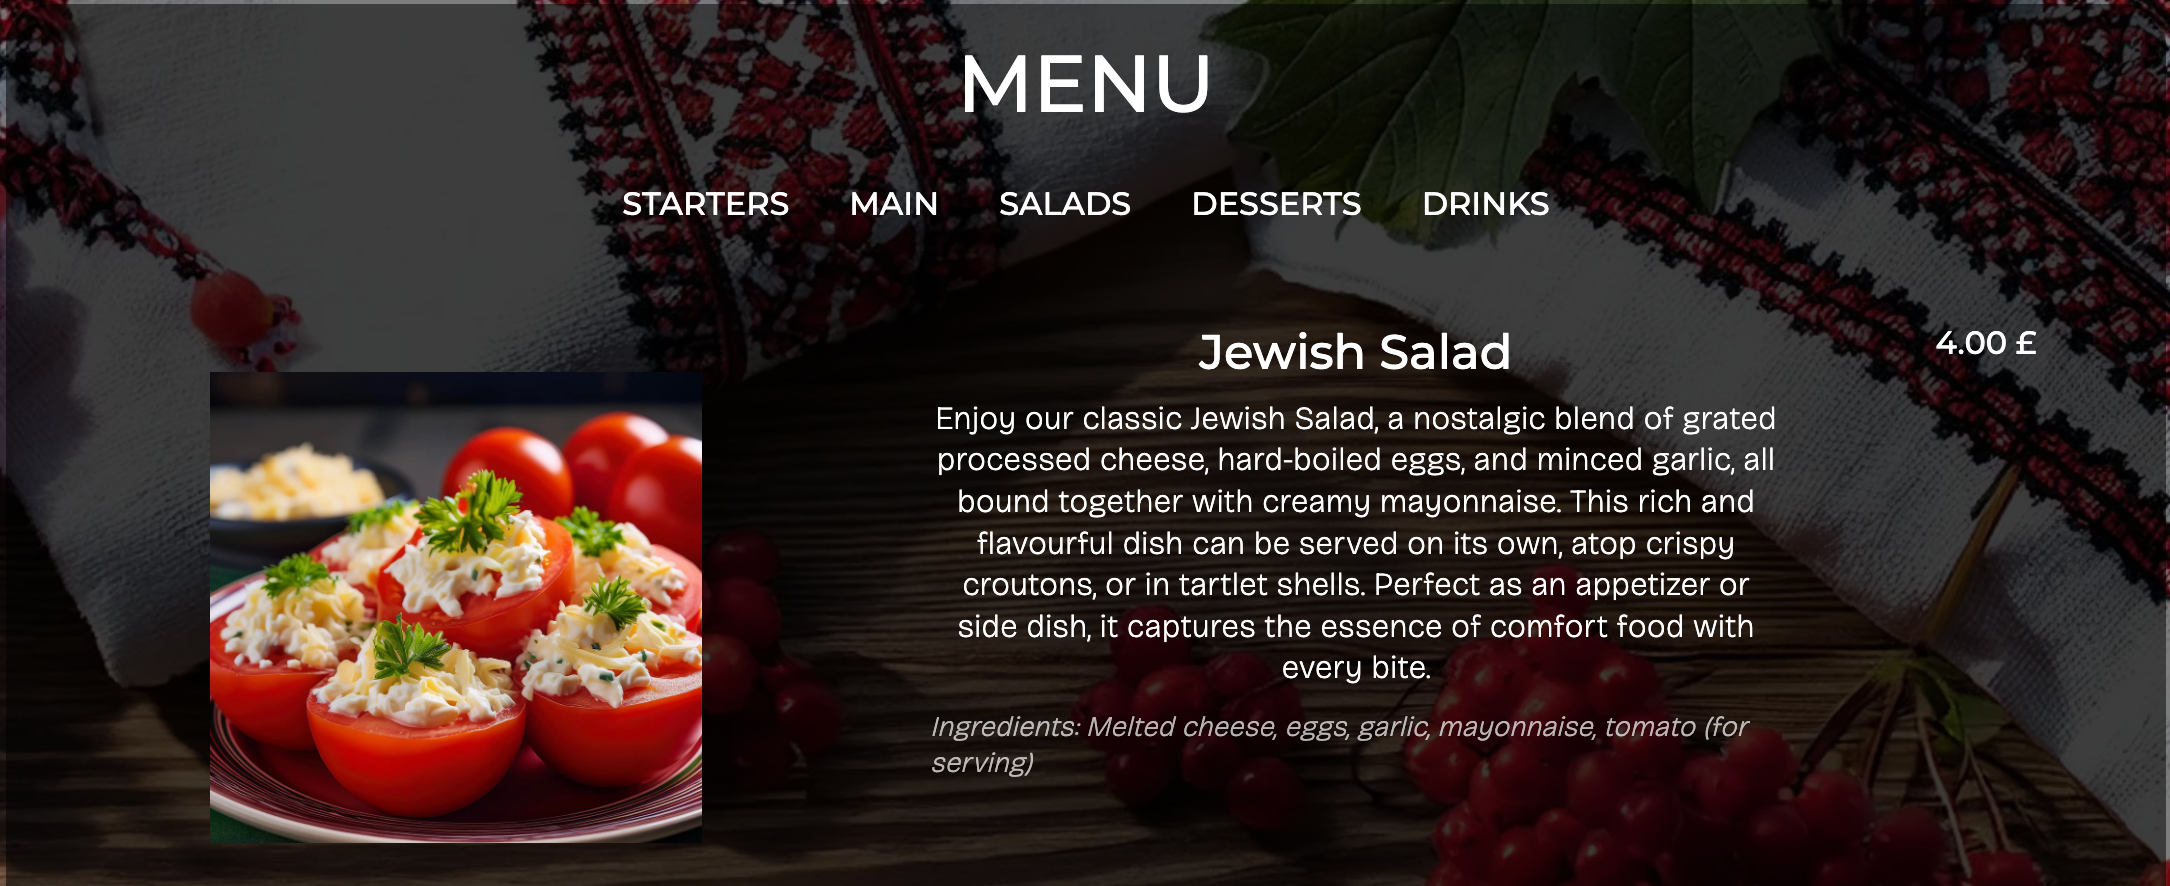 MENU
STARTERS MAIN SALADS DESSERTS DRINKS
Jewish Salad
4.00 £
Enjoy our classic Jewish Salad, a nostalgic blend of grated
processed cheese, hard-boiled eggs, and minced garlic, all
bound together with creamy mayonnaise. This rich and
flavourful dish can be served on its own, atop crispy
croutons, or in tartlet shells. Perfect as an appetizer or
side dish, it captures the essence of comfort food with
every bite.
Ingredients: Melted cheese, eggs, garlic, mayonnaise, tomato (for
serving)